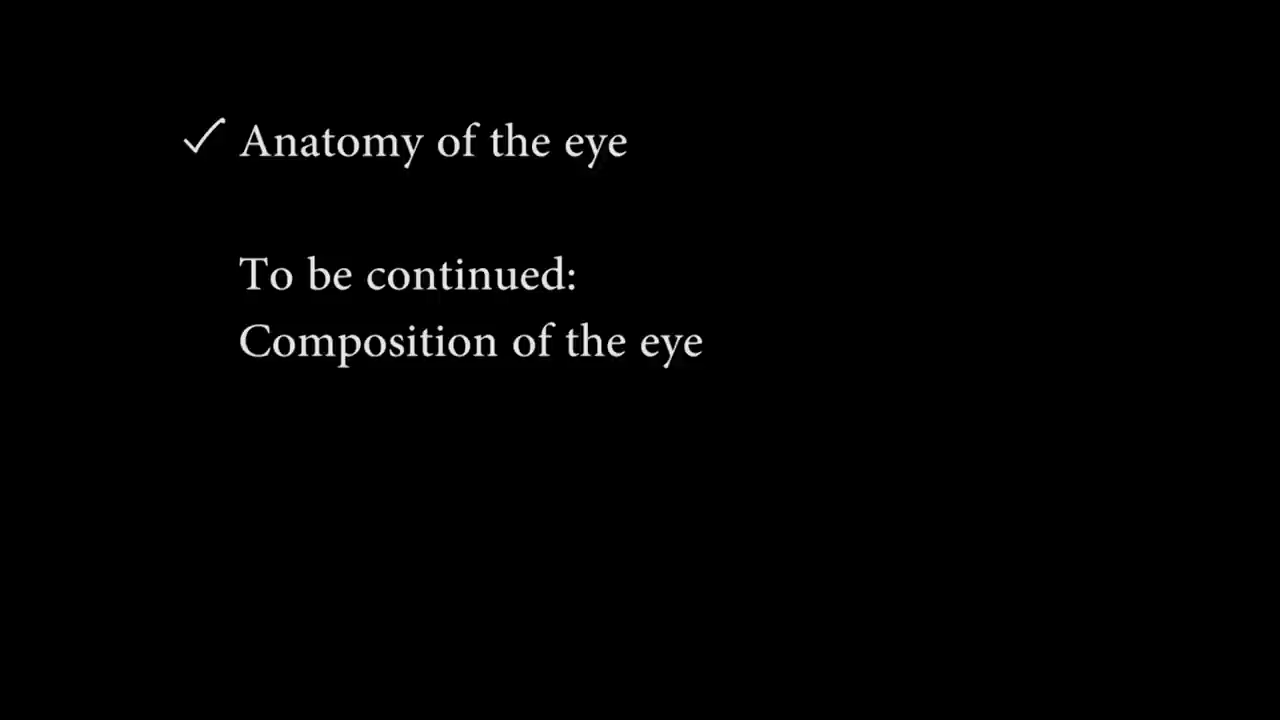 ✓ Anatomy of the eye
To be continued:
Composition of the eye